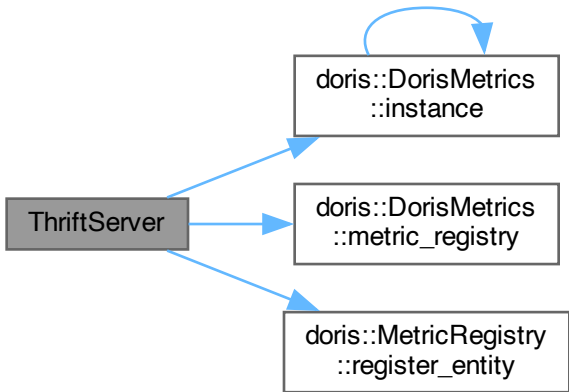 ThriftServer
doris::DorisMetrics
::instance
doris::DorisMetrics
::metric_registry
doris::MetricRegistry
::register_entity